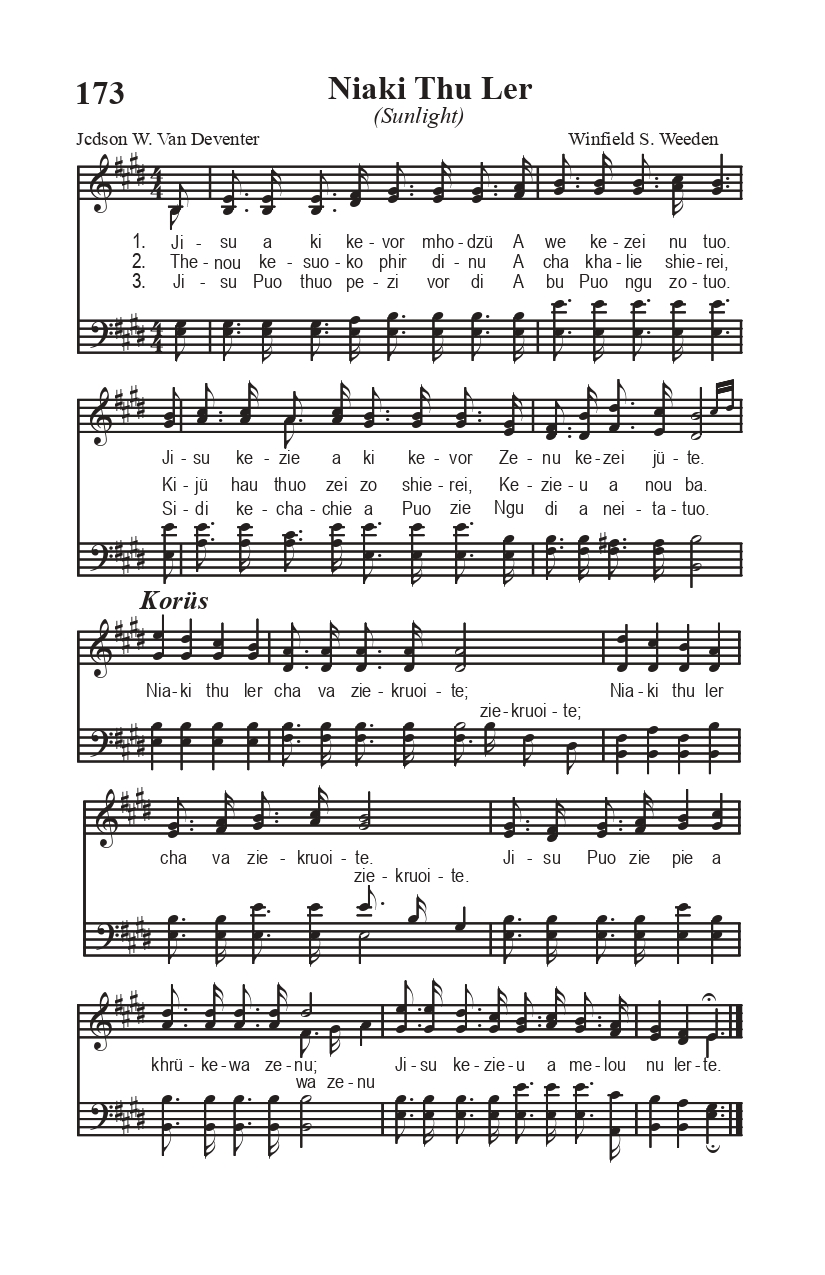 173
Niaki Thu Ler
(Sunlight)
Jcdson W. Van Deventer
Winfield S. Weeden
1. Ji - su a ki ke - vor mho - dzü A we ke - zei nu tuo.
2. The - nou ke - suo - ko phir di - nu A cha kha - lie shie - rei,
3. Ji - su Puo thuo pe - zi vor di A bu Puo ngu zo - tuo.
Ji - su ke - zie a ki ke - vor Ze - nu ke - zei jü - te.
Ki - jü hau thuo zei zo shie - rei, Ke - zie - u a nou ba.
Si - di ke - cha - chie a Puo zie Ngu di a nei - ta - tuo.
Korüs
Nia - ki thu ler cha va zie - kruoi - te; Nia - ki thu ler
zie - kruoi - te;
cha va zie - kruoi - te. Ji - su Puo zie pie a
zie - kruoi - te.
khrü - ke - wa ze - nu; Ji - su ke - zie - u a me - lou nu ler - te.
wa ze - nu